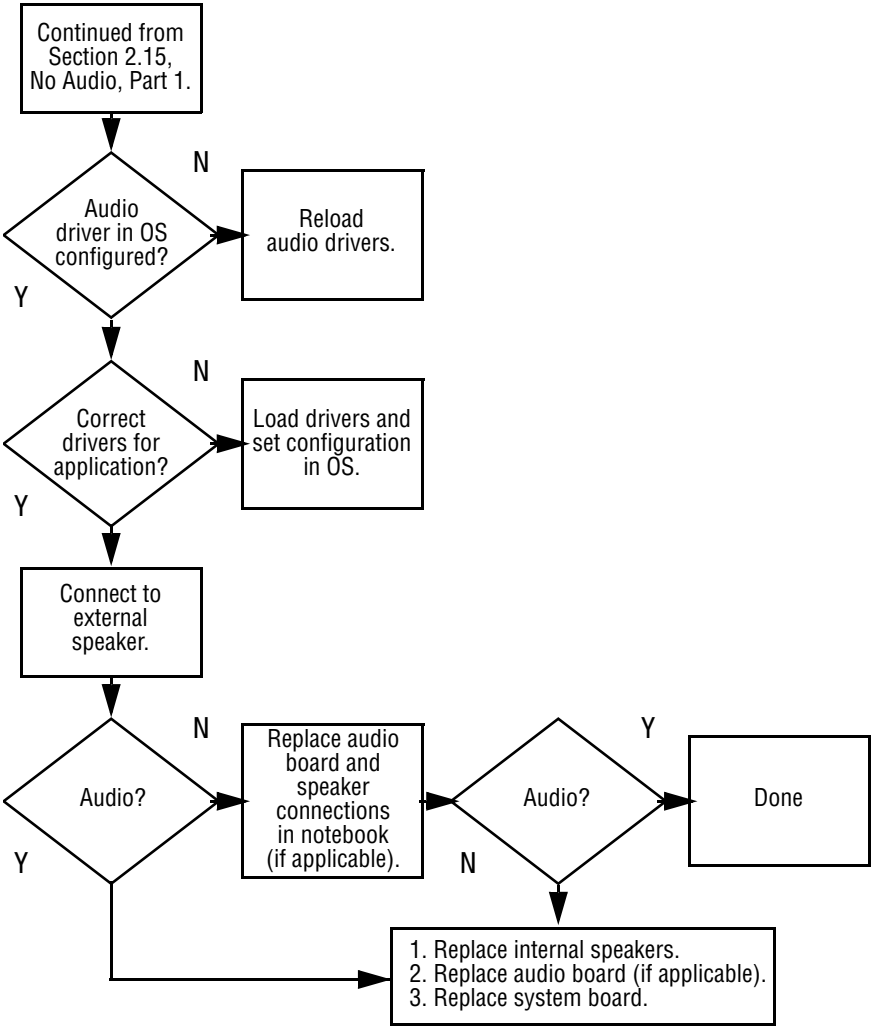 Continued from
Section 2.15,
No Audio, Part 1.
N
Audio
driver in OS
configured?
Reload
audio drivers.
Y
N
Correct
drivers for
application?
Load drivers and
set configuration
in OS.
Y
Connect to
external
speaker.
N
Audio?
Replace audio
board and
speaker
connections
in notebook
(if applicable).
Y
Audio?
Done
Y
N
1. Replace internal speakers.
2. Replace audio board (if applicable).
3. Replace system board.